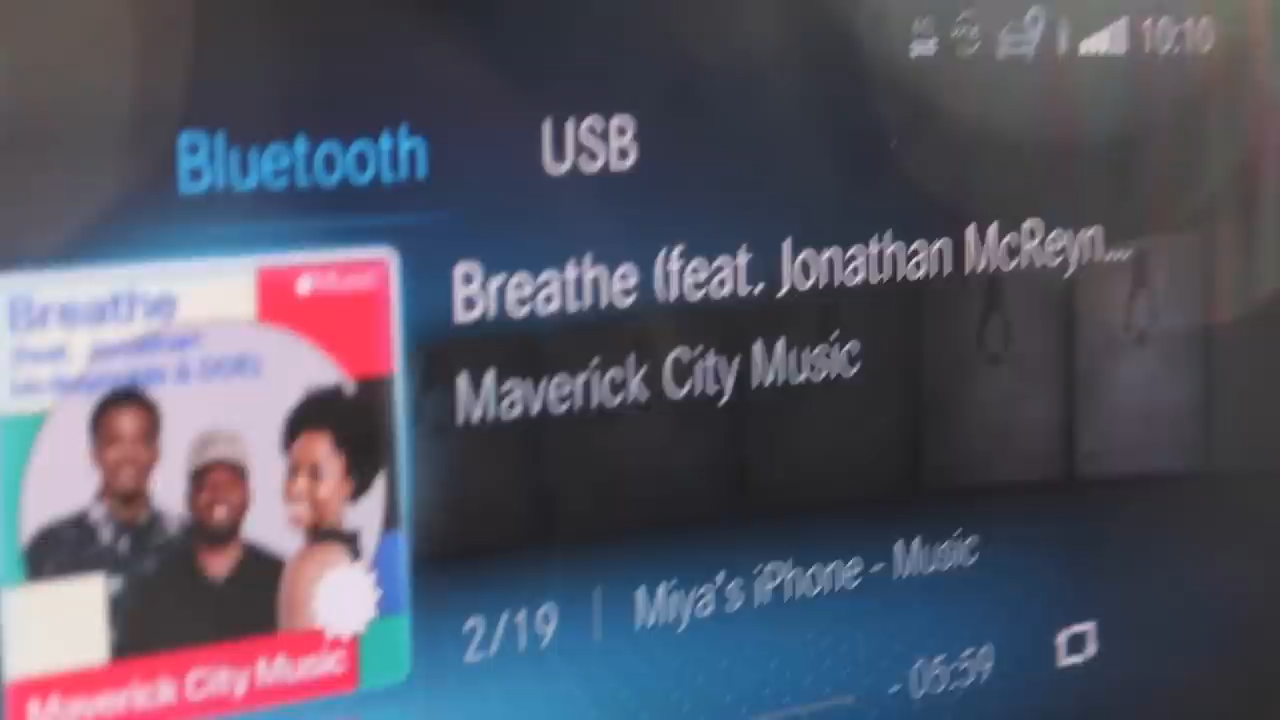 10:10
Bluetooth USB
Breathe (feat. Jonathan McReyn...
Maverick City Music
2/19 | Miya's iPhone - Music
- 05:59
Breathe
Maverick City Music